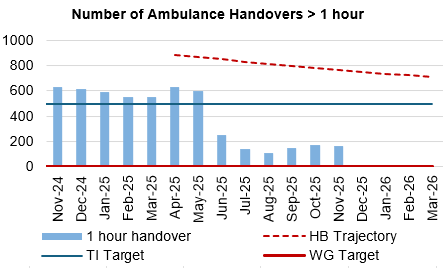 Number of Ambulance Handovers > 1 hour
1000
800
600
400
200
0
Nov-24
Dec-24
Jan-25
Feb-25
Mar-25
Apr-25
May-25
Jun-25
Jul-25
Aug-25
Sep-25
Oct-25
Nov-25
Dec-25
Jan-26
Feb-26
Mar-26
1 hour handover
HB Trajectory
TI Target
WG Target